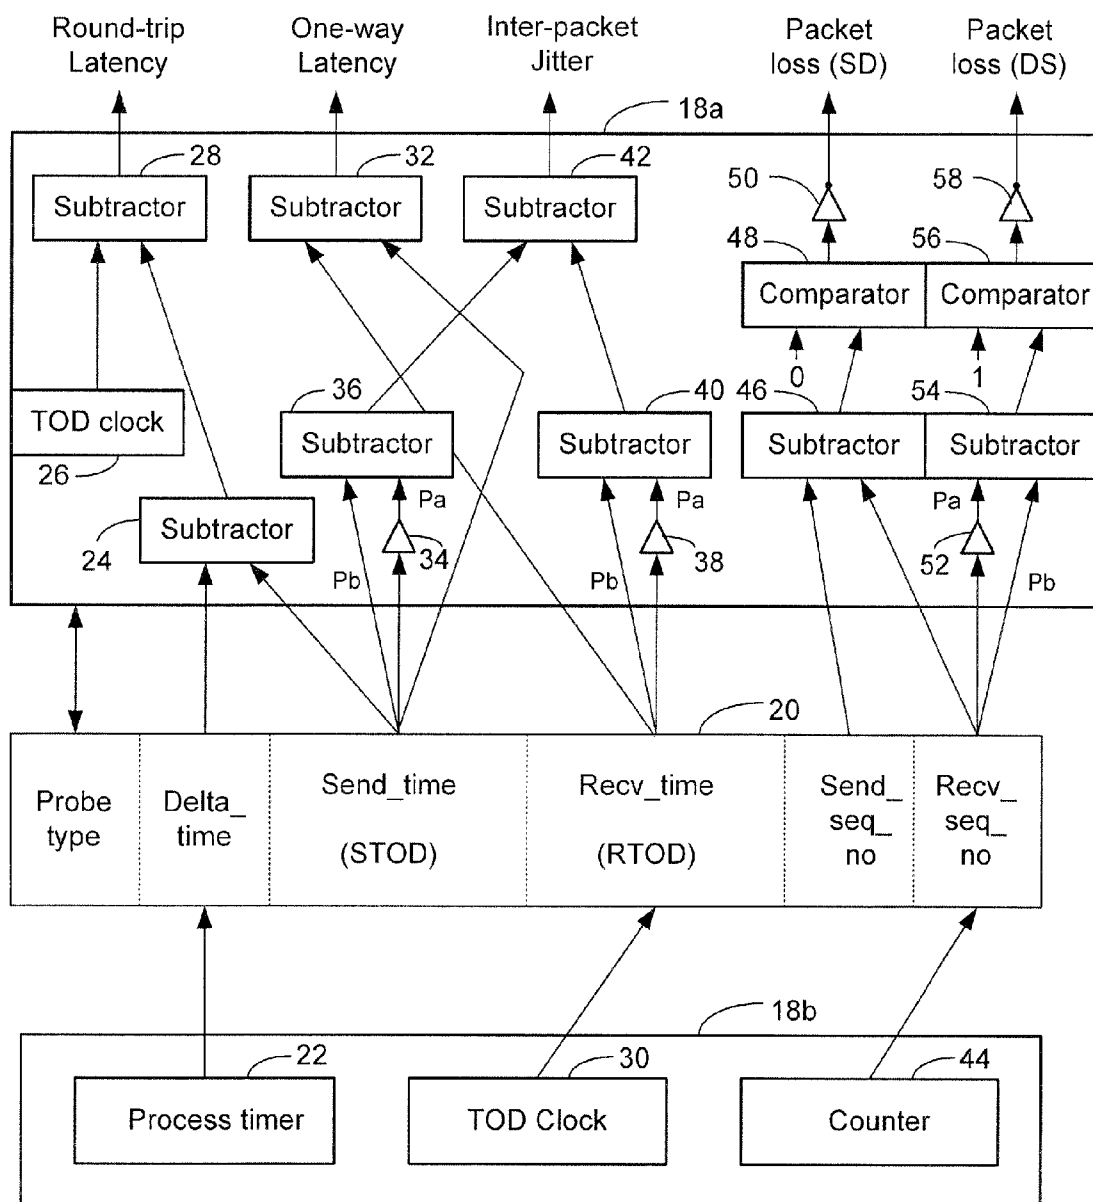 Round-trip
Latency
One-way
Latency
Inter-packet
Jitter
Packet
loss (SD)
Packet
loss (DS)
18a
28
32
42
50
58
Subtractor
Subtractor
Subtractor
48
56
Comparator
Comparator
0
1
36
40
46
54
TOD clock
26
Subtractor
Subtractor
Subtractor
Subtractor
Pa
Pa
Pa
24
Subtractor
34
38
52
Pb
Pb
Pb
20
Probe
type
Delta_
time
Send_time
(STOD)
Recv_time
(RTOD)
Send_
seq_
no
Recv_
seq_
no
18b
22
30
44
Process timer
TOD Clock
Counter